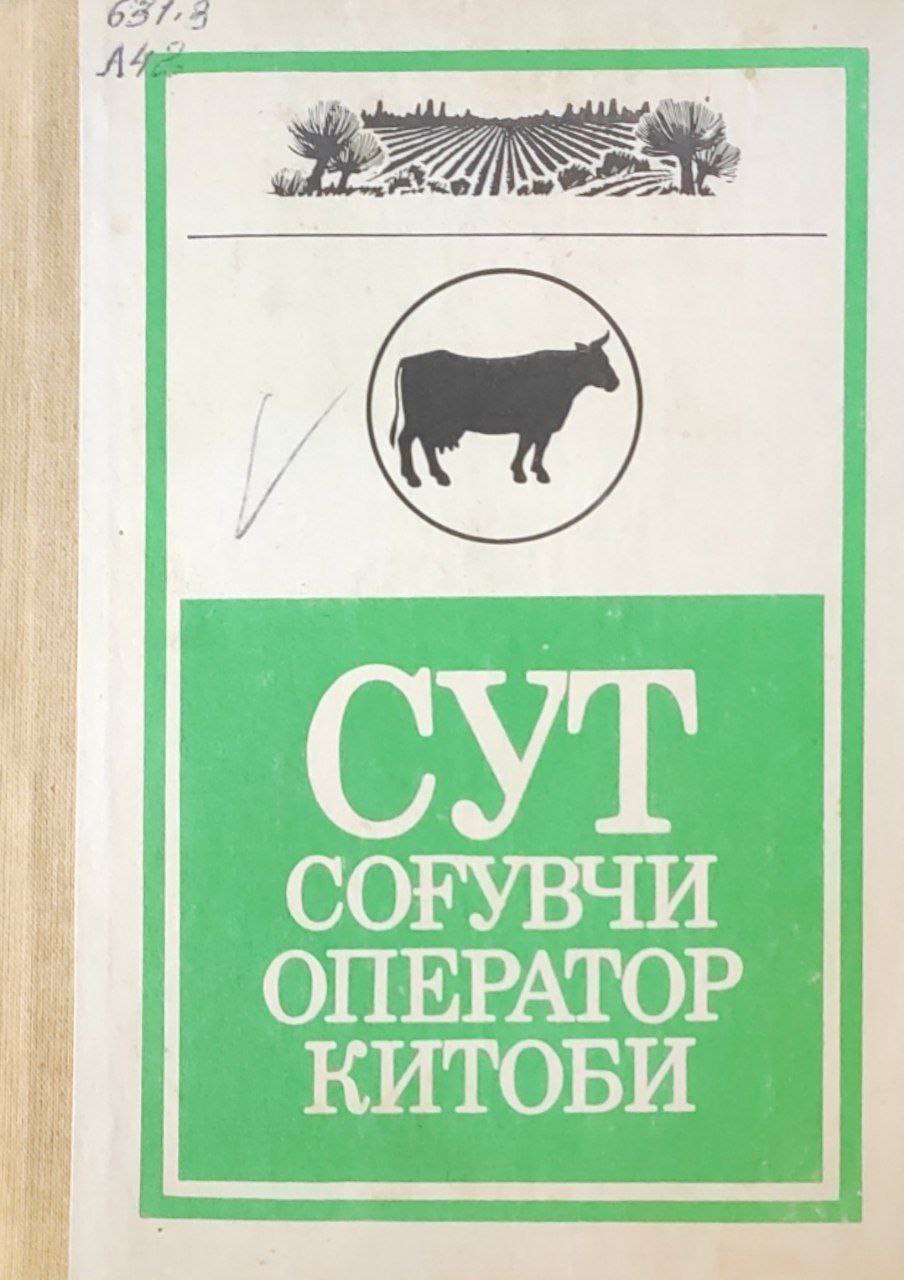 631.3
А42
СУТ
СОҒУВЧИ
ОПЕРАТОР
КИТОБИ